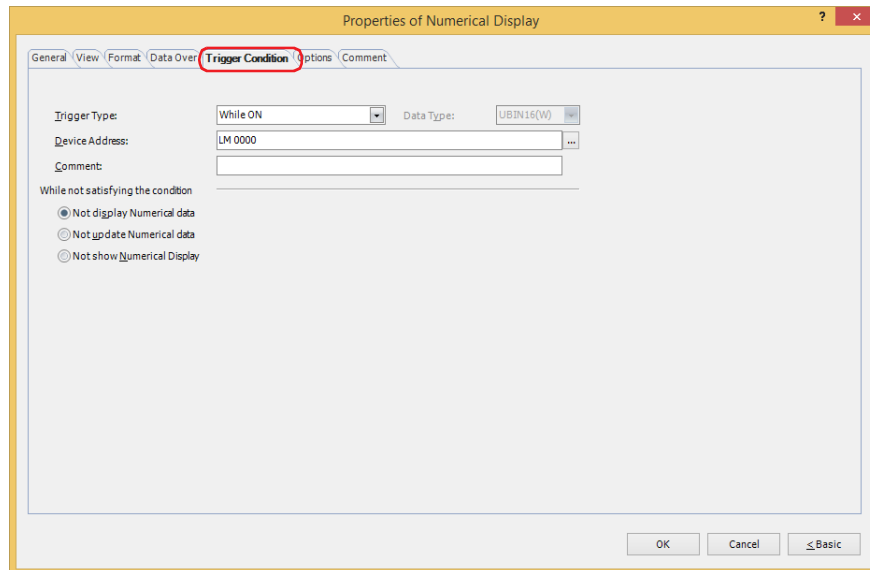 Properties of Numerical Display
? ×
General View Format Data Over Trigger Condition Options Comment
Trigger Type: While ON Data Type: UBIN16(W)
Device Address: LM 0000 ...
Comment:
While not satisfying the condition
Not display Numerical data
Not update Numerical data
Not show Numerical Display
OK Cancel < Basic